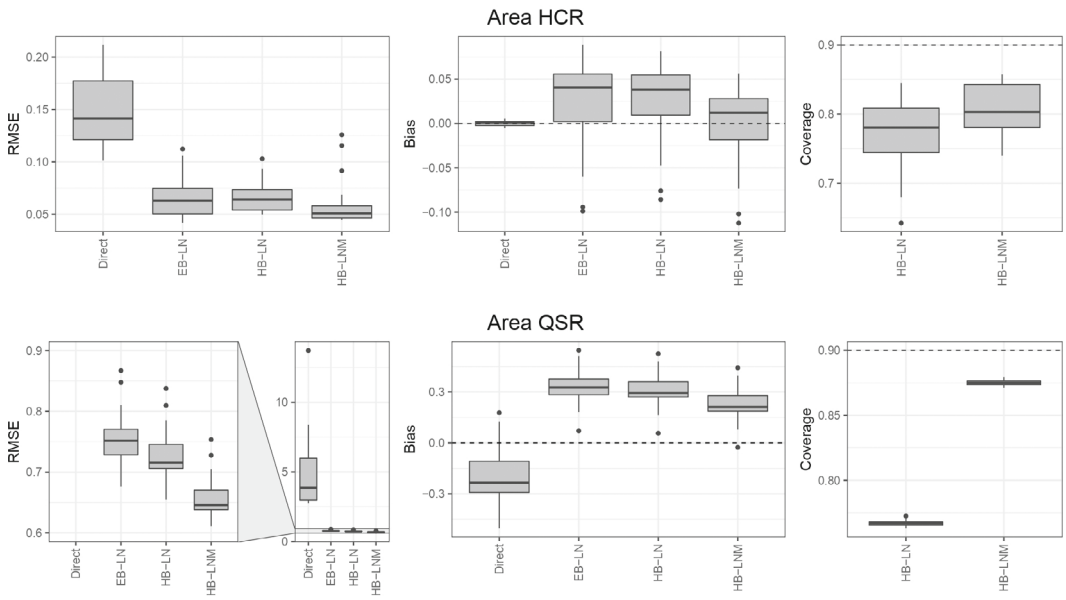 Area HCR
RMSE
0.20
0.15
0.10
0.05
Direct
EB−LN
HB−LN
HB−LNM
Bias
0.05
0.00
−0.05
−0.10
Direct
EB−LN
HB−LN
HB−LNM
Coverage
0.9
0.8
0.7
HB−LN
HB−LNM
Area QSR
RMSE
0.9
0.8
0.7
0.6
Direct
EB−LN
HB−LN
HB−LNM
10
5
0
Direct
EB−LN
HB−LN
HB−LNM
Bias
0.3
0.0
−0.3
Direct
EB−LN
HB−LN
HB−LNM
Coverage
0.90
0.85
0.80
HB−LN
HB−LNM